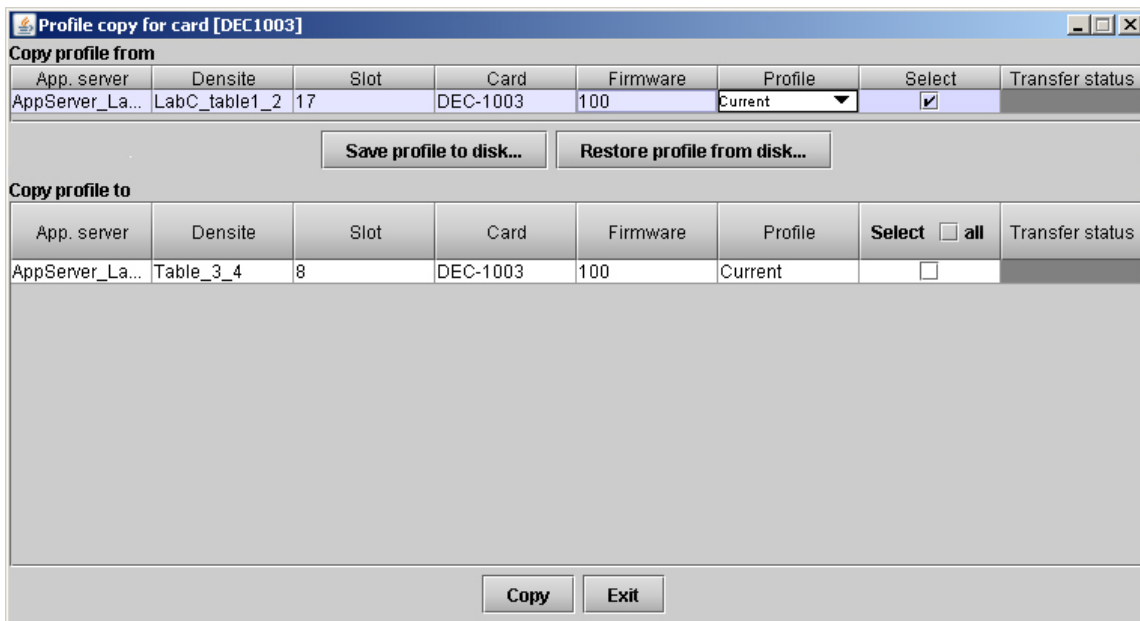 Profile copy for card [DEC1003]
Copy profile from
App. server Densite Slot Card Firmware Profile Select Transfer status
AppServer_La... LabC_table1_2 17 DEC-1003 100 Current
Save profile to disk... Restore profile from disk...
Copy profile to
App. server Densite Slot Card Firmware Profile Select all Transfer status
AppServer_La... Table_3_4 8 DEC-1003 100 Current
Copy Exit